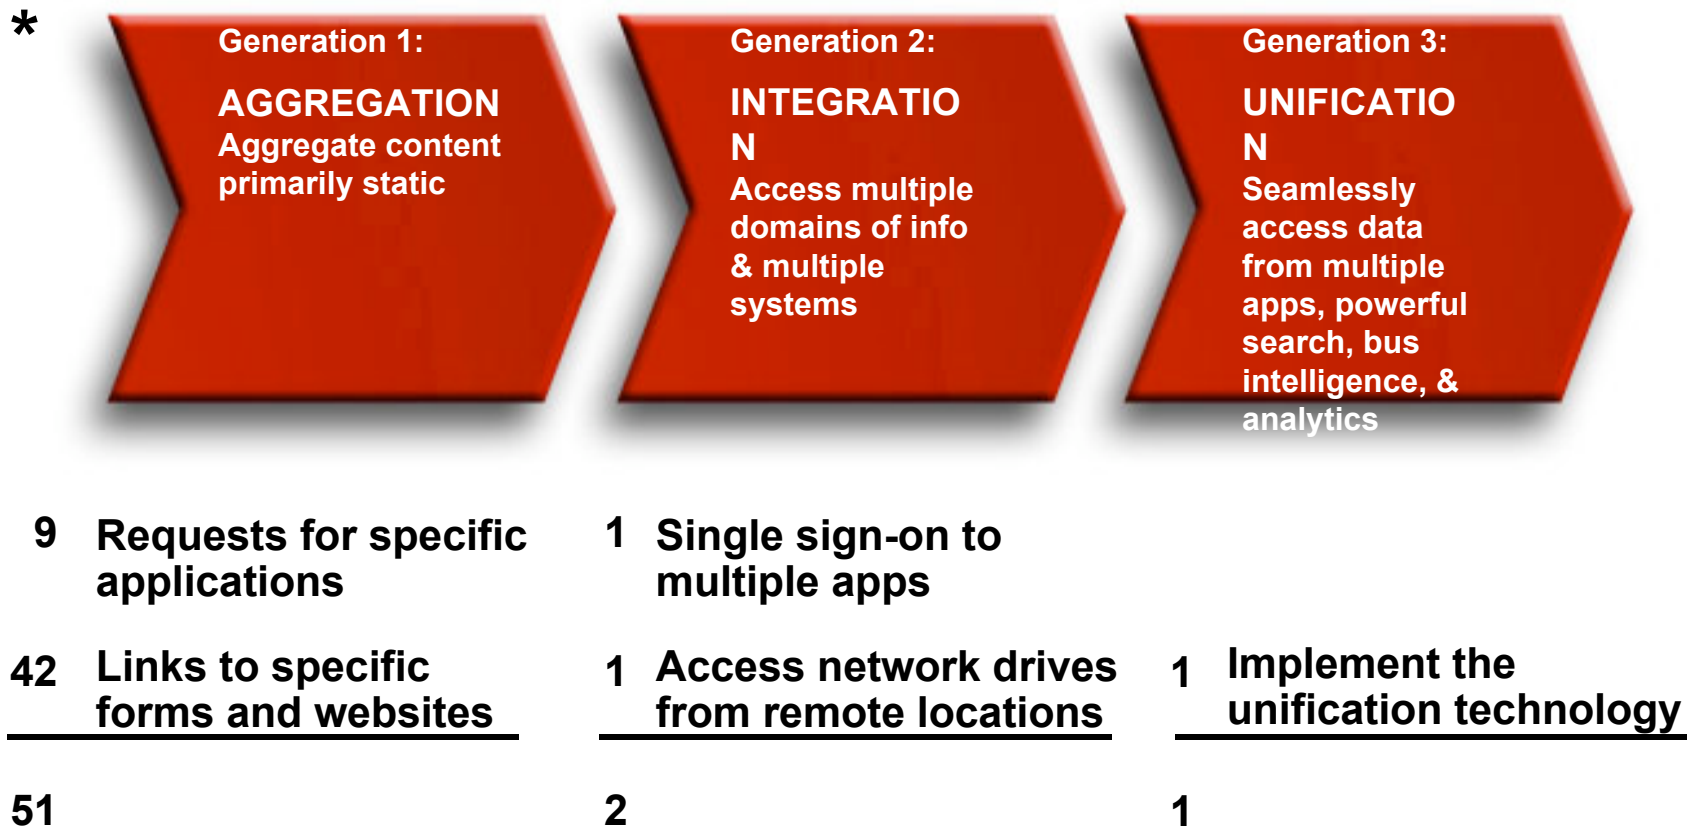 *
Generation 1:
AGGREGATION
Aggregate content
primarily static
Generation 2:
INTEGRATIO
N
Access multiple
domains of info
& multiple
systems
Generation 3:
UNIFICATIO
N
Seamlessly
access data
from multiple
apps, powerful
search, bus
intelligence, &
analytics
9 Requests for specific
applications
42 Links to specific
forms and websites
51
1 Single sign-on to
multiple apps
1 Access network drives
from remote locations
2
1 Implement the
unification technology
1